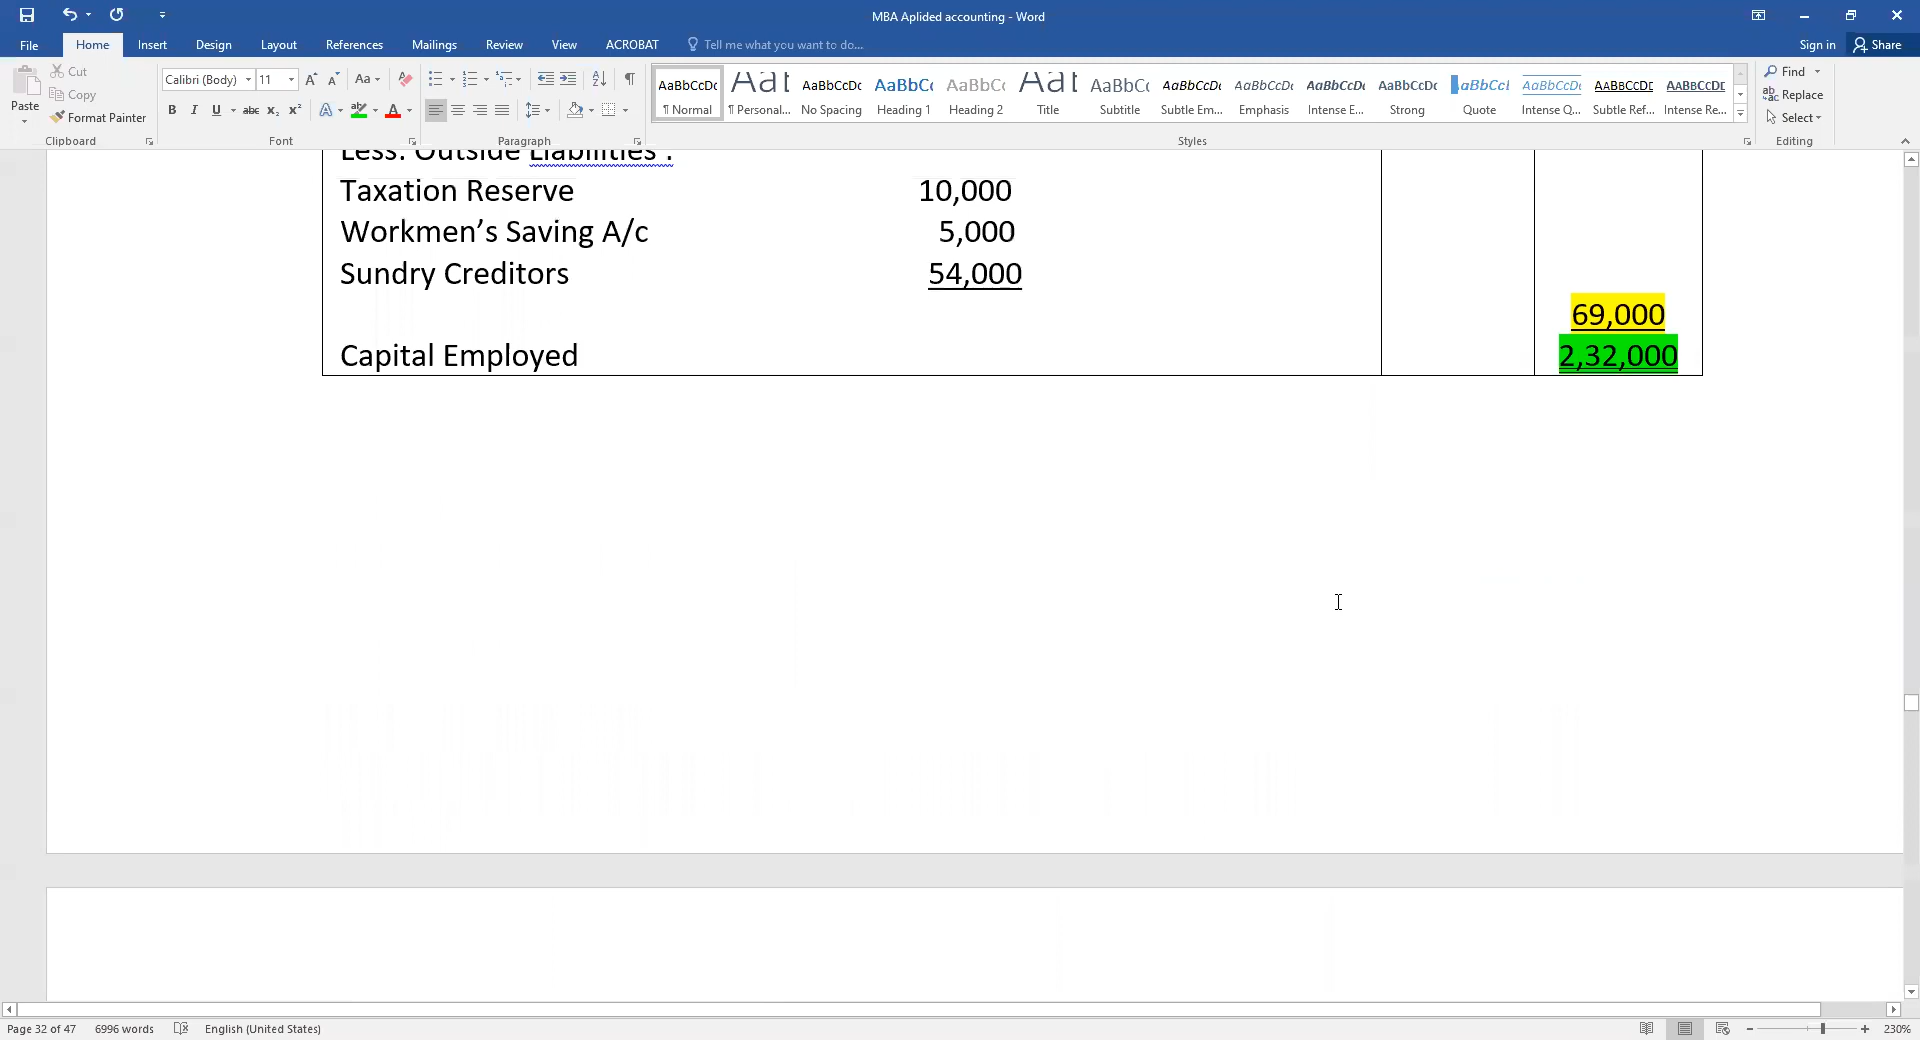 MBA Aplided accounting - Word
File Home Insert Design Layout References Mailings Review View ACROBAT Tell me what you want to do... Sign in Share
Paste Cut Copy Format Painter
Calibri (Body) 11
AaBbCcDc AaBbCcDc AaBbCc AaBbCc AaBbCc AaBbCcDc AaBbCcDc AaBbCcDc AaBbCcDc AaBbCcDc AaBbCcDc AABBCCDE AABBCCDE
¶ Normal ¶ Personal... No Spacing Heading 1 Heading 2 Title Subtitle Subtle Em... Emphasis Intense E... Strong Quote Intense Q... Subtle Ref... Intense Re...
Find Replace Select
Clipboard Font Paragraph Styles Editing
Less: Outside Liabilities :
Taxation Reserve 10,000
Workmen’s Saving A/c 5,000
Sundry Creditors 54,000
69,000
Capital Employed 2,32,000
Page 32 of 47 6996 words English (United States) 230%